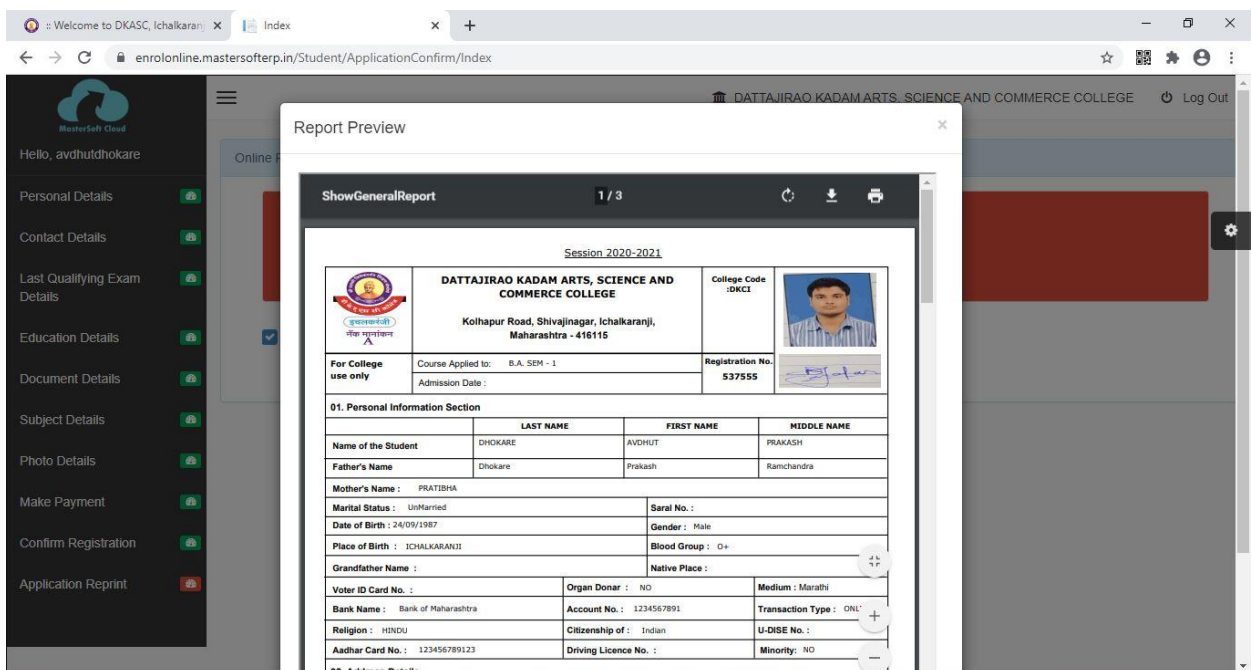 :: Welcome to DKASC, Ichalkaran
Index
enrolonline.mastersofterp.in/Student/ApplicationConfirm/Index
MasterSoft Cloud
DATTAJIRAO KADAM ARTS, SCIENCE AND COMMERCE COLLEGE
Log Out
Hello, avdhutdhokare
Personal Details
Contact Details
Last Qualifying Exam
Details
Education Details
Document Details
Subject Details
Photo Details
Make Payment
Confirm Registration
Application Reprint
Online
Report Preview
ShowGeneralReport
1 / 3
Session 2020-2021
इचलकरंजी
नॅक मानांकन
A
DATTAJIRAO KADAM ARTS, SCIENCE AND
COMMERCE COLLEGE
Kolhapur Road, Shivajinagar, Ichalkaranji,
Maharashtra - 416115
College Code
:DKCI
For College
use only
Course Applied to: B.A. SEM - 1
Admission Date :
Registration No.
537555
01. Personal Information Section
LAST NAME FIRST NAME MIDDLE NAME
Name of the Student DHOKARE AVDHUT PRAKASH
Father's Name Dhokare Prakash Ramchandra
Mother's Name : PRATIBHA
Marital Status : UnMarried Saral No. :
Date of Birth : 24/09/1987 Gender : Male
Place of Birth : ICHALKARANJI Blood Group : O+
Grandfather Name : Native Place :
Voter ID Card No. : Organ Donar : NO Medium : Marathi
Bank Name : Bank of Maharashtra Account No. : 1234567891 Transaction Type :
Religion : HINDU Citizenship of : Indian U-DISE No. :
Aadhar Card No. : 123456789123 Driving Licence No. : Minority: NO